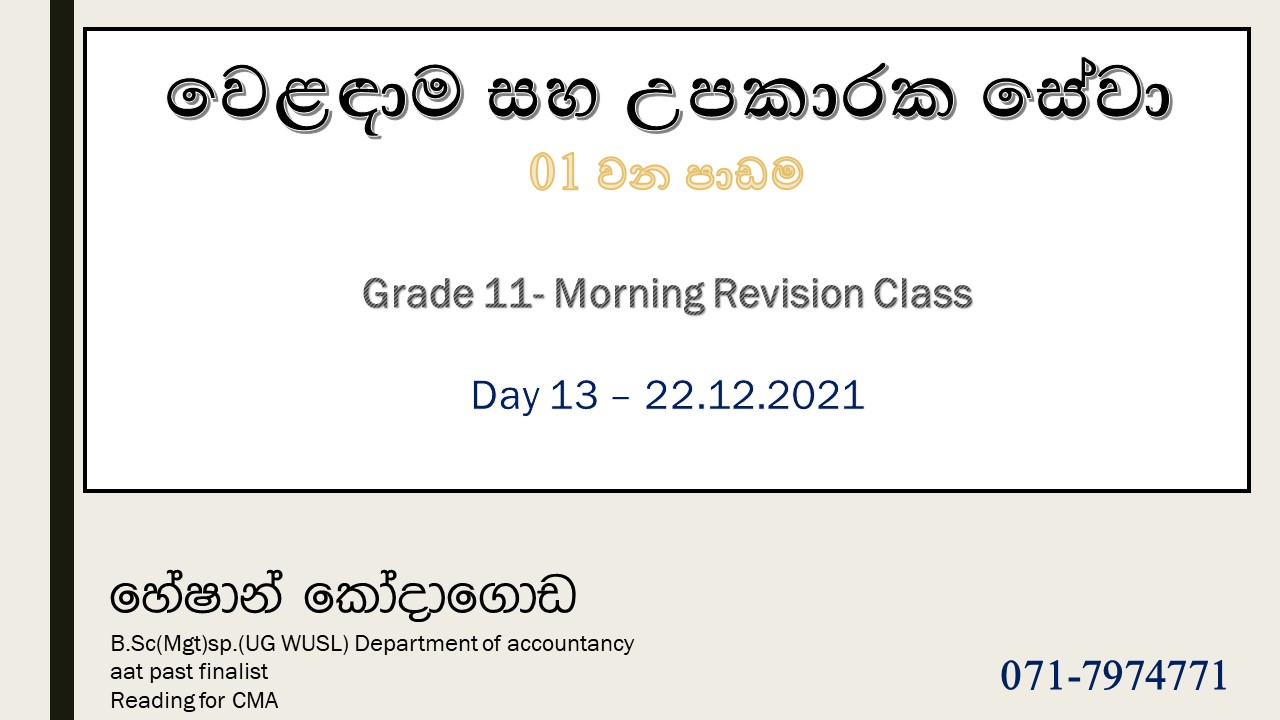 වෙළඳාම සහ උපකාරක සේවා
01 වන පාඩම
Grade 11- Morning Revision Class
Day 13 – 22.12.2021
හේෂාන් කෝදාගොඩ
B.Sc(Mgt)sp.(UG WUSL) Department of accountancy
aat past finalist
Reading for CMA
071-7974771